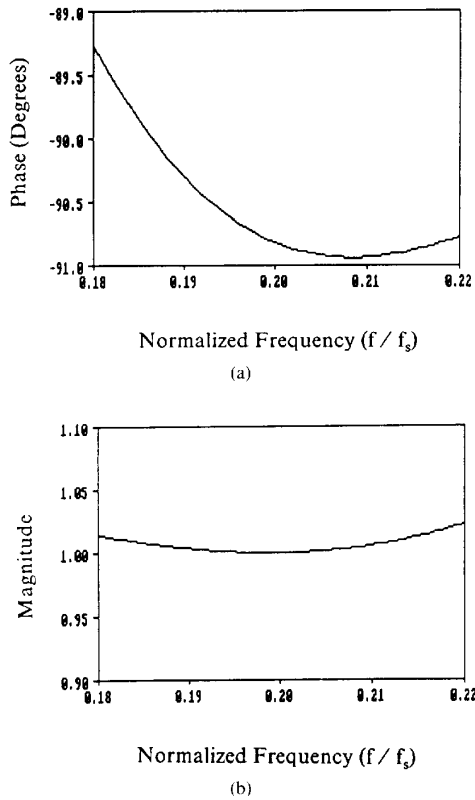 -89.0
-89.5
-90.0
-90.5
-91.0
Phase (Degrees)
0.18 0.19 0.20 0.21 0.22
Normalized Frequency (f / fs)
(a)
1.10
1.05
1.00
0.95
0.90
Magnitude
0.18 0.19 0.20 0.21 0.22
Normalized Frequency (f / fs)
(b)